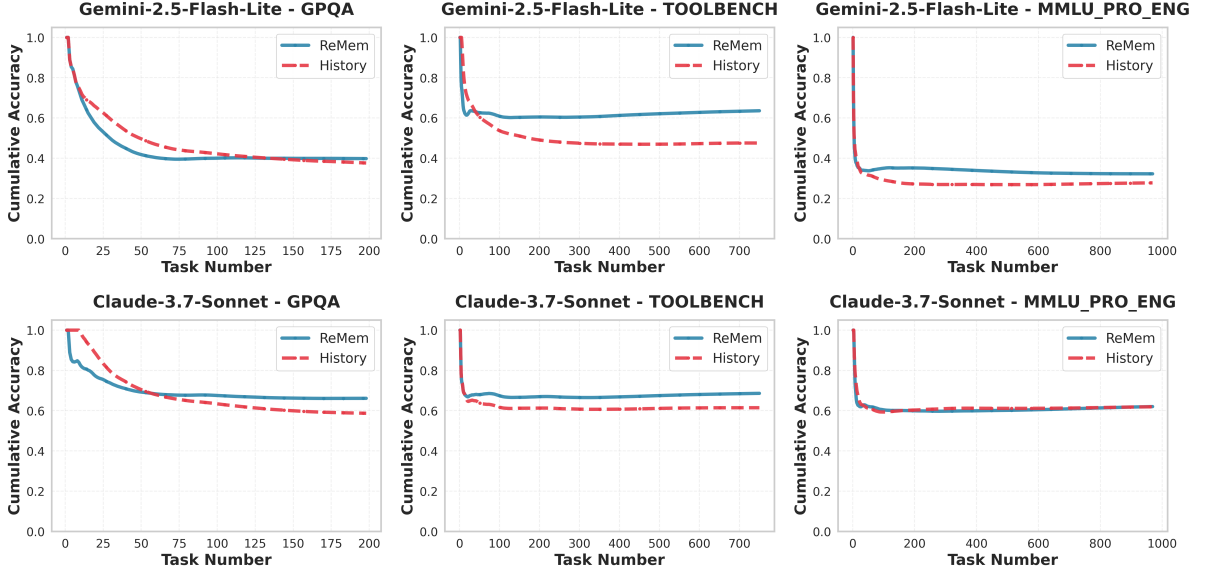 Gemini-2.5-Flash-Lite - GPQA
Cumulative Accuracy
1.0
0.8
0.6
0.4
0.2
0.0
ReMem
History
0 25 50 75 100 125 150 175 200
Task Number
Gemini-2.5-Flash-Lite - TOOLBENCH
Cumulative Accuracy
1.0
0.8
0.6
0.4
0.2
0.0
ReMem
History
0 100 200 300 400 500 600 700
Task Number
Gemini-2.5-Flash-Lite - MMLU_PRO_ENG
Cumulative Accuracy
1.0
0.8
0.6
0.4
0.2
0.0
ReMem
History
0 200 400 600 800 1000
Task Number
Claude-3.7-Sonnet - GPQA
Cumulative Accuracy
1.0
0.8
0.6
0.4
0.2
0.0
ReMem
History
0 25 50 75 100 125 150 175 200
Task Number
Claude-3.7-Sonnet - TOOLBENCH
Cumulative Accuracy
1.0
0.8
0.6
0.4
0.2
0.0
ReMem
History
0 100 200 300 400 500 600 700
Task Number
Claude-3.7-Sonnet - MMLU_PRO_ENG
Cumulative Accuracy
1.0
0.8
0.6
0.4
0.2
0.0
ReMem
History
0 200 400 600 800 1000
Task Number